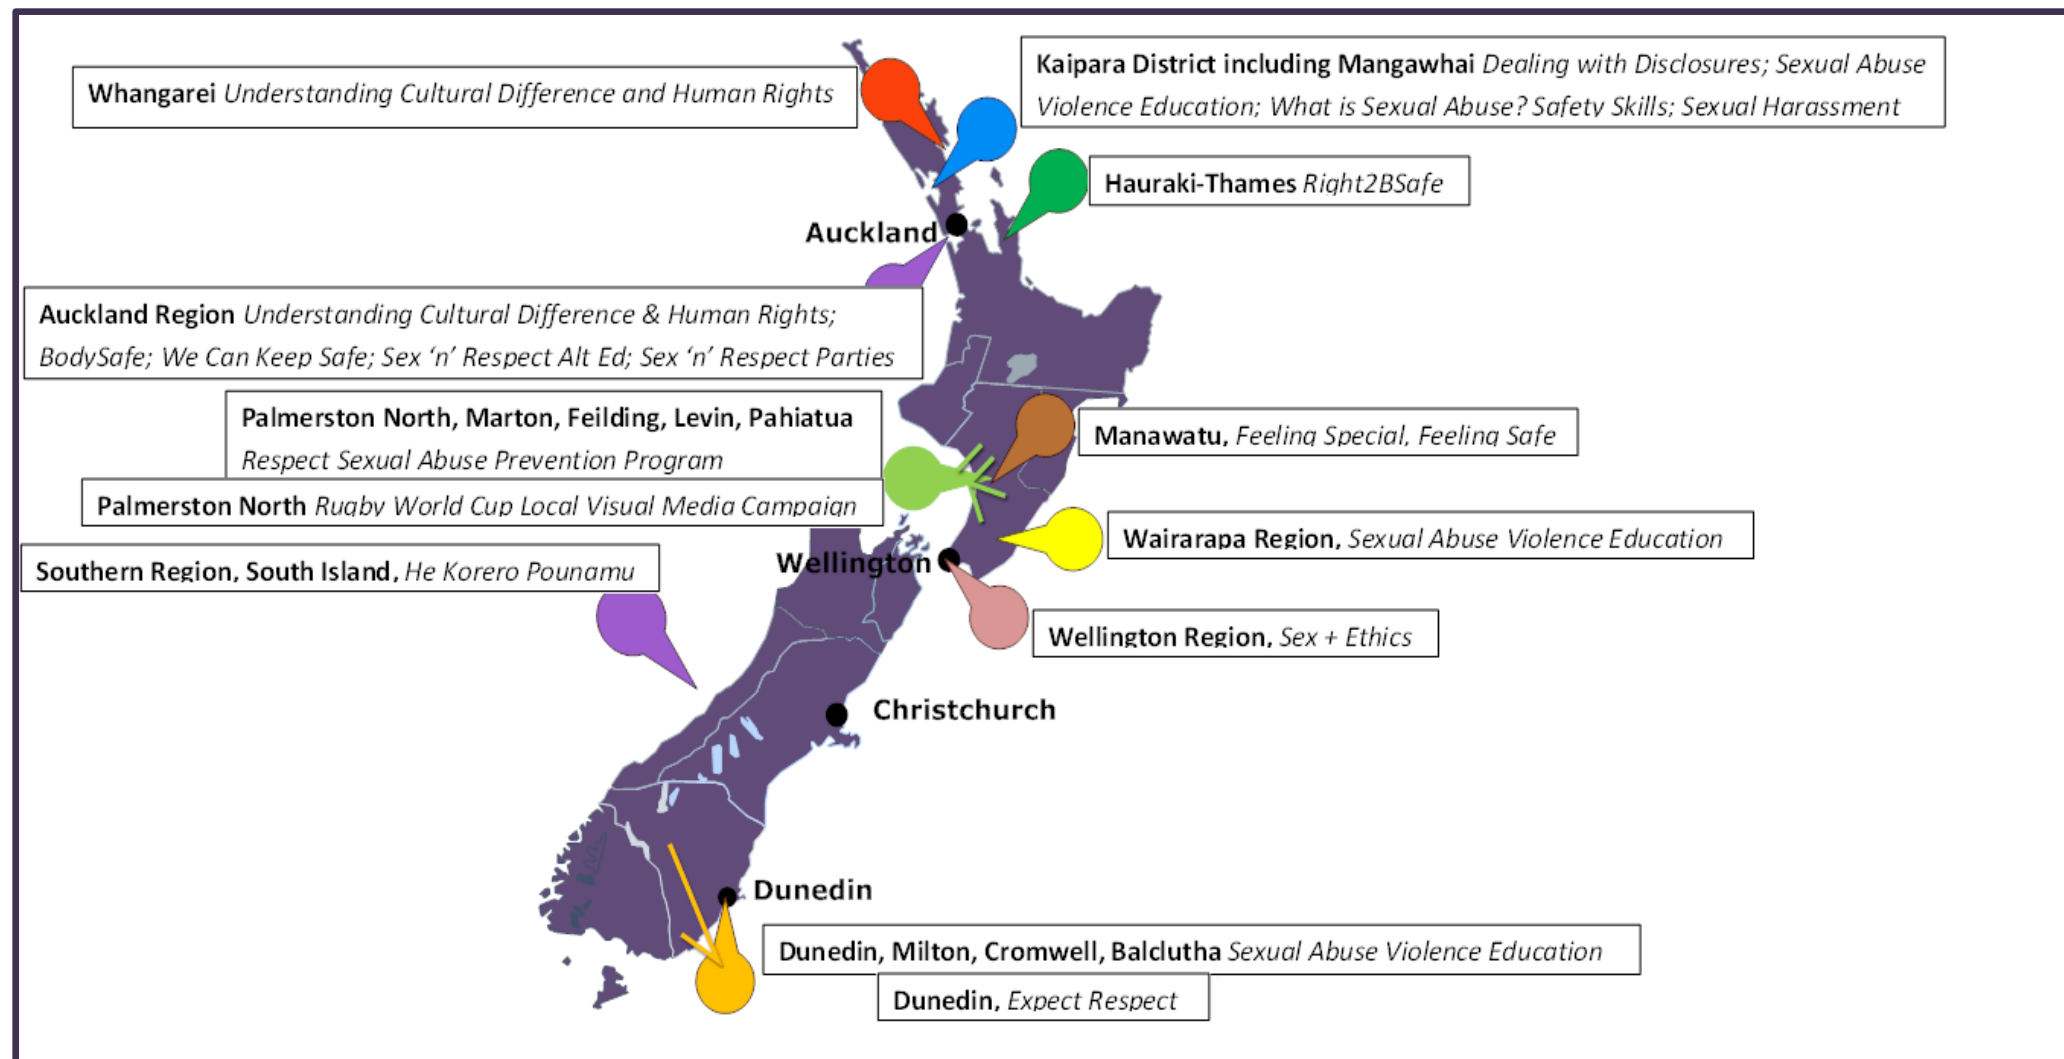 Whangarei Understanding Cultural Difference and Human Rights
Kaipara District including Mangawhai Dealing with Disclosures; Sexual Abuse
Violence Education; What is Sexual Abuse? Safety Skills; Sexual Harassment
Hauraki-Thames Right2BSafe
Auckland
Auckland Region Understanding Cultural Difference & Human Rights;
BodySafe; We Can Keep Safe; Sex ‘n’ Respect Alt Ed; Sex ‘n’ Respect Parties
Palmerston North, Marton, Feilding, Levin, Pahiatua
Respect Sexual Abuse Prevention Program
Manawatu, Feeling Special, Feeling Safe
Palmerston North Rugby World Cup Local Visual Media Campaign
Wairarapa Region, Sexual Abuse Violence Education
Wellington
Southern Region, South Island, He Korero Pounamu
Wellington Region, Sex + Ethics
Christchurch
Dunedin
Dunedin, Milton, Cromwell, Balclutha Sexual Abuse Violence Education
Dunedin, Expect Respect